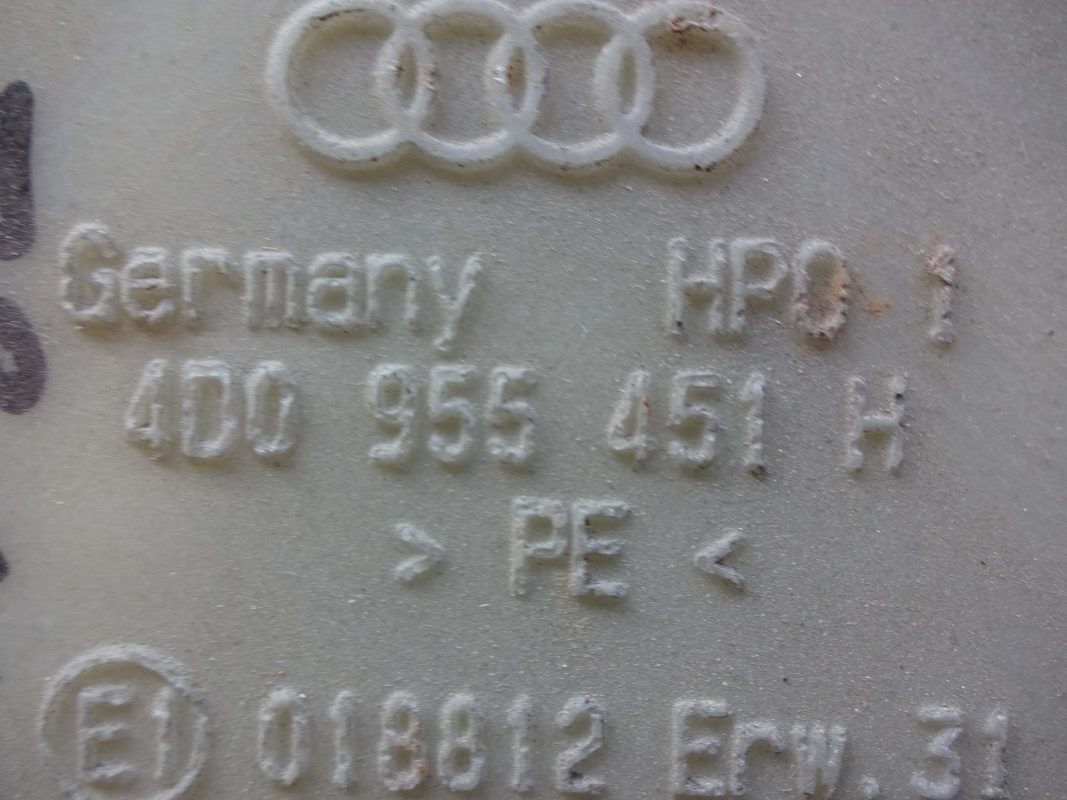 Germany HPO 1
4D0 955 451 H
> PE <
E1 018812 Erw. 31